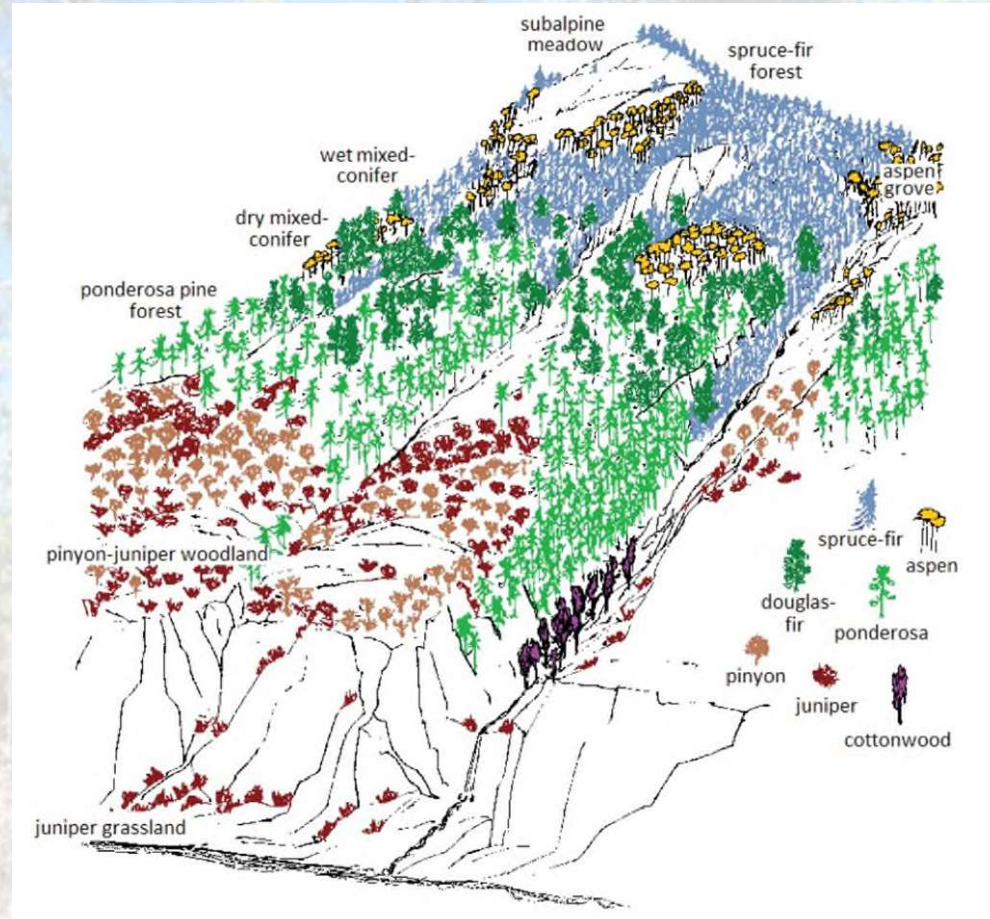 subalpine
meadow
spruce-fir
forest
wet mixed-
conifer
aspen
grove
dry mixed-
conifer
ponderosa pine
forest
pinyon-juniper woodland
spruce-fir
aspen
douglas-
fir
ponderosa
pinyon
juniper
cottonwood
juniper grassland